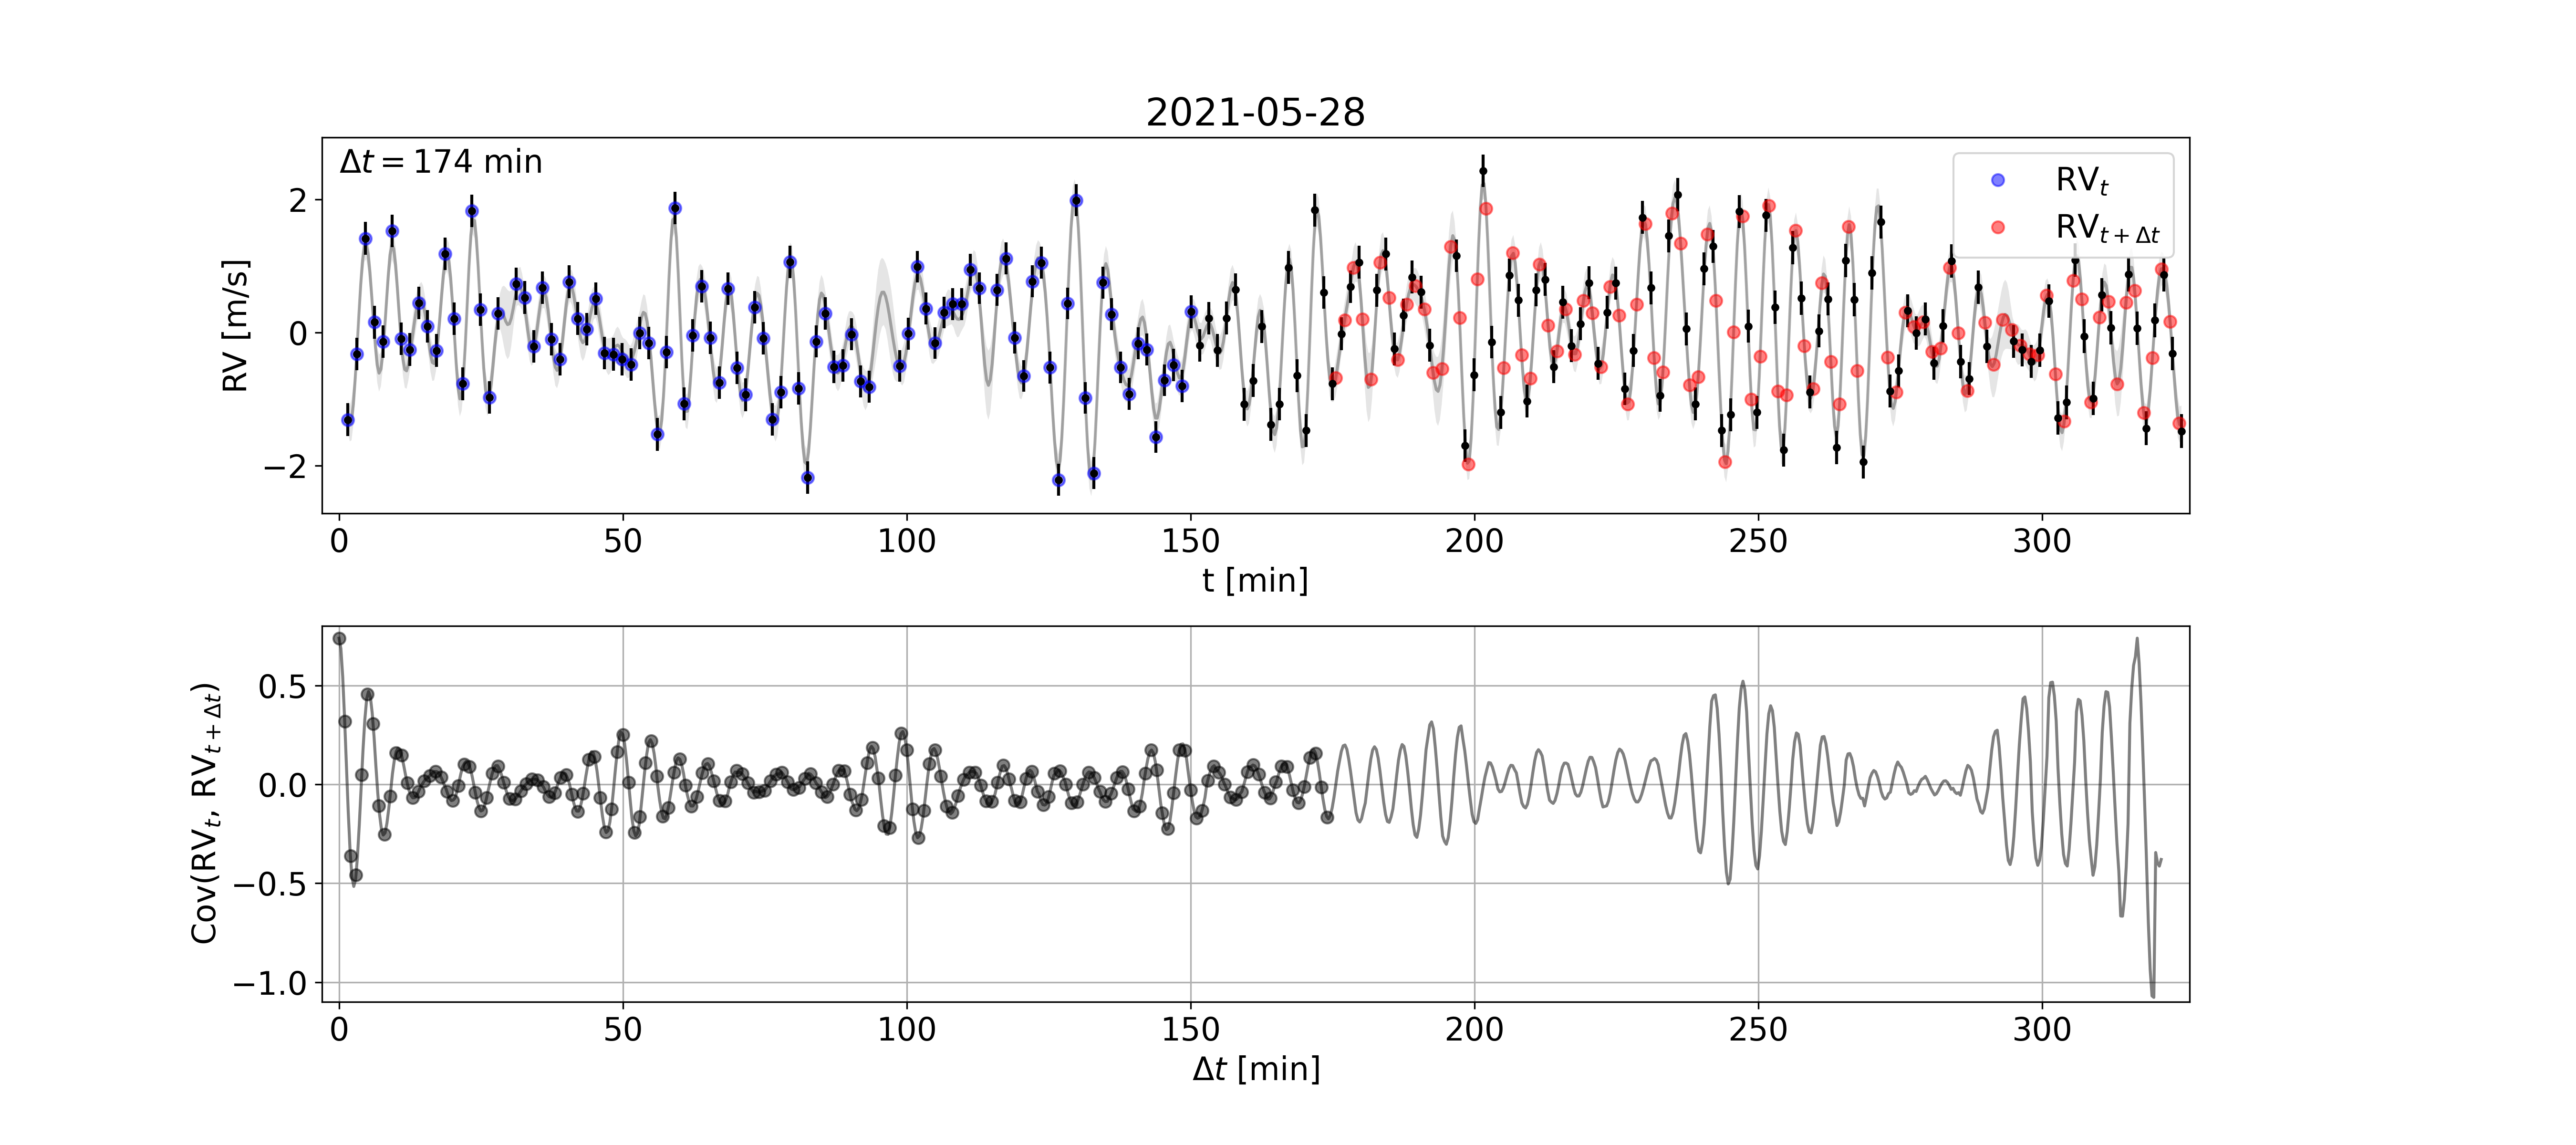 2021-05-28
Δt = 174 min
RV_t
RV_{t+Δt}
RV [m/s]
2
0
−2
0 50 100 150 200 250 300
t [min]
Cov(RV_t, RV_{t+Δt})
0.5
0.0
−0.5
−1.0
0 50 100 150 200 250 300
Δt [min]